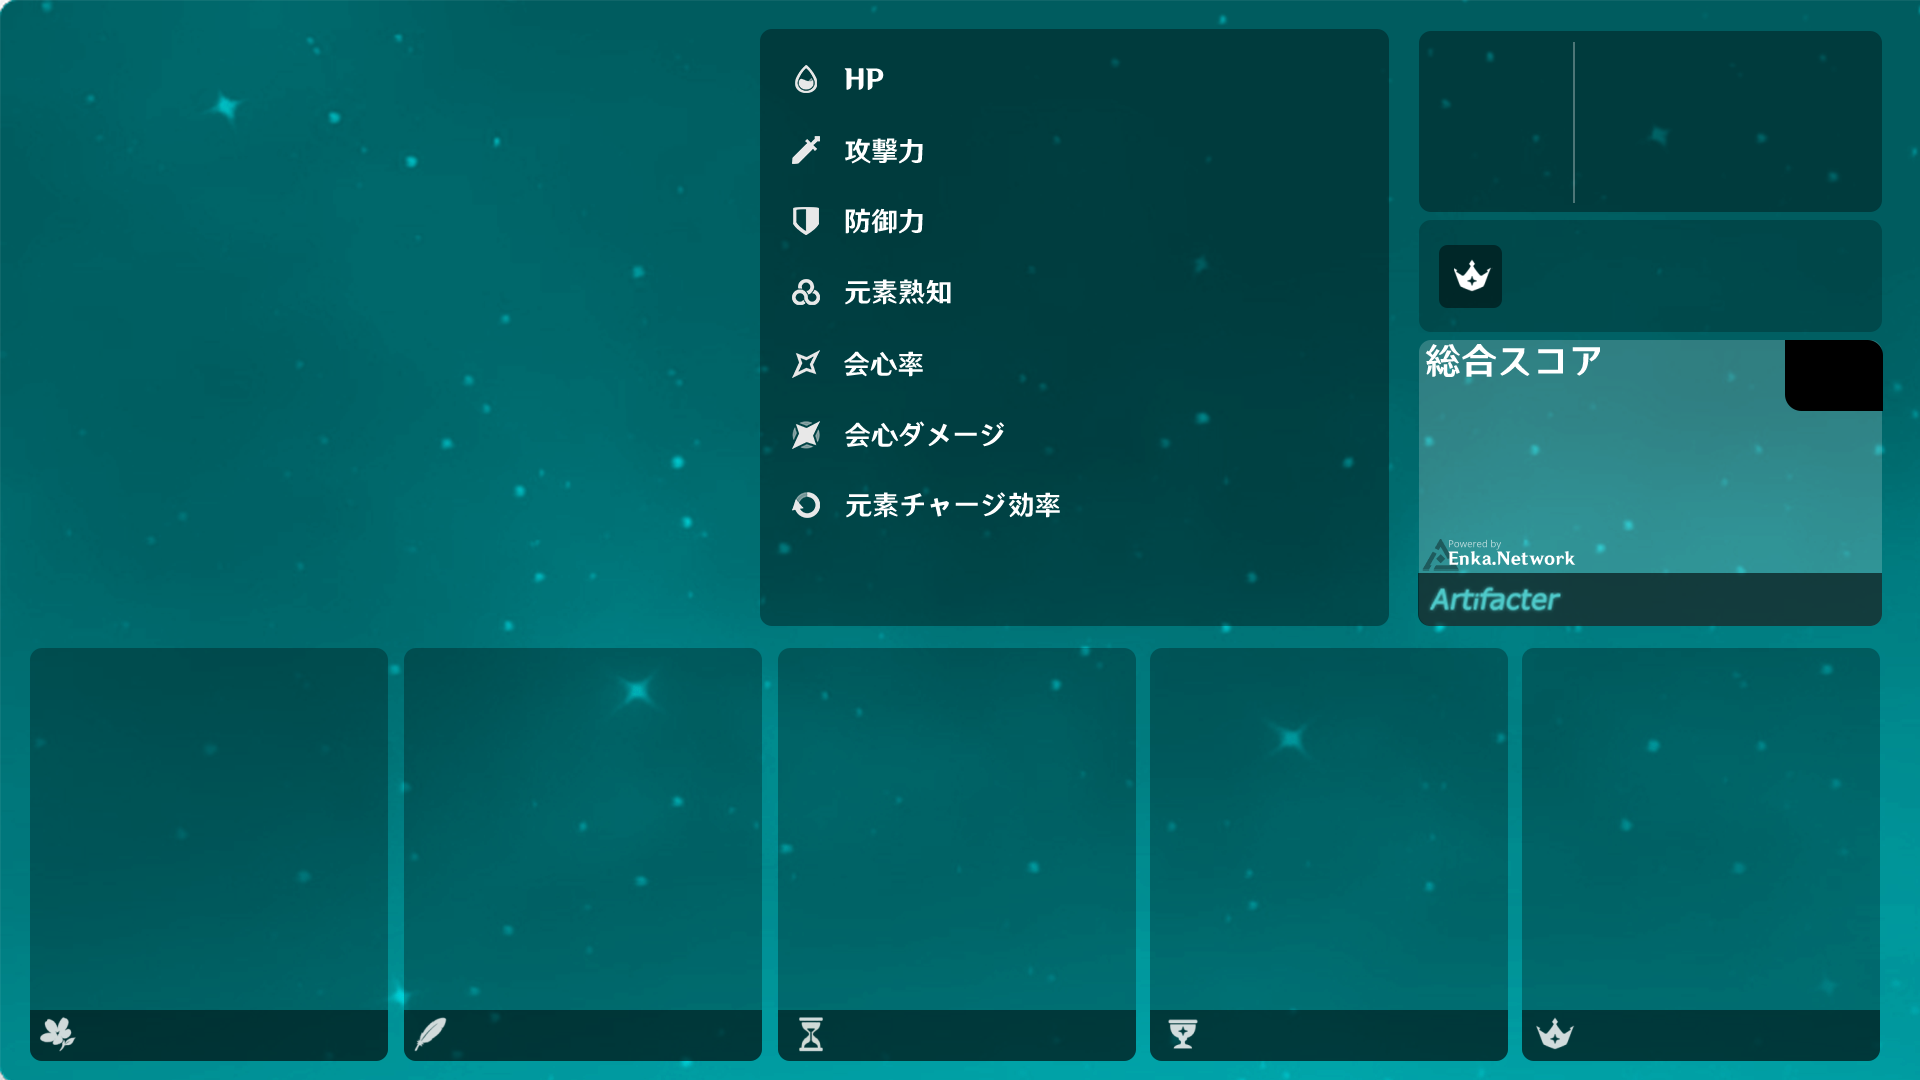 HP
攻撃力
防御力
元素熟知
会心率
会心ダメージ
元素チャージ効率
総合スコア
Powered by
Enka.Network
Artifacter